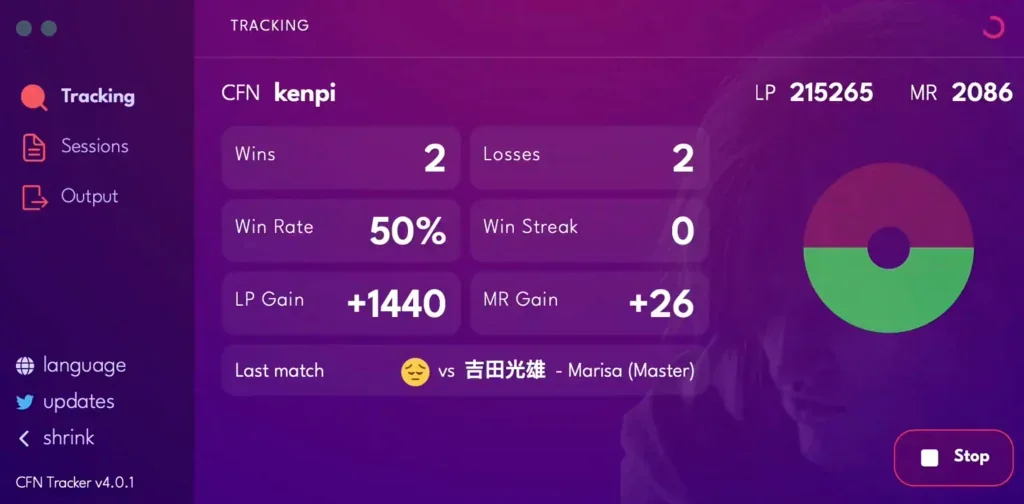 TRACKING
Tracking
Sessions
Output
language
updates
shrink
CFN Tracker v4.0.1
CFN kenpi
LP 215265 MR 2086
Wins 2
Losses 2
Win Rate 50%
Win Streak 0
LP Gain +1440
MR Gain +26
Last match 😔 vs 吉田光雄 - Marisa (Master)
Stop